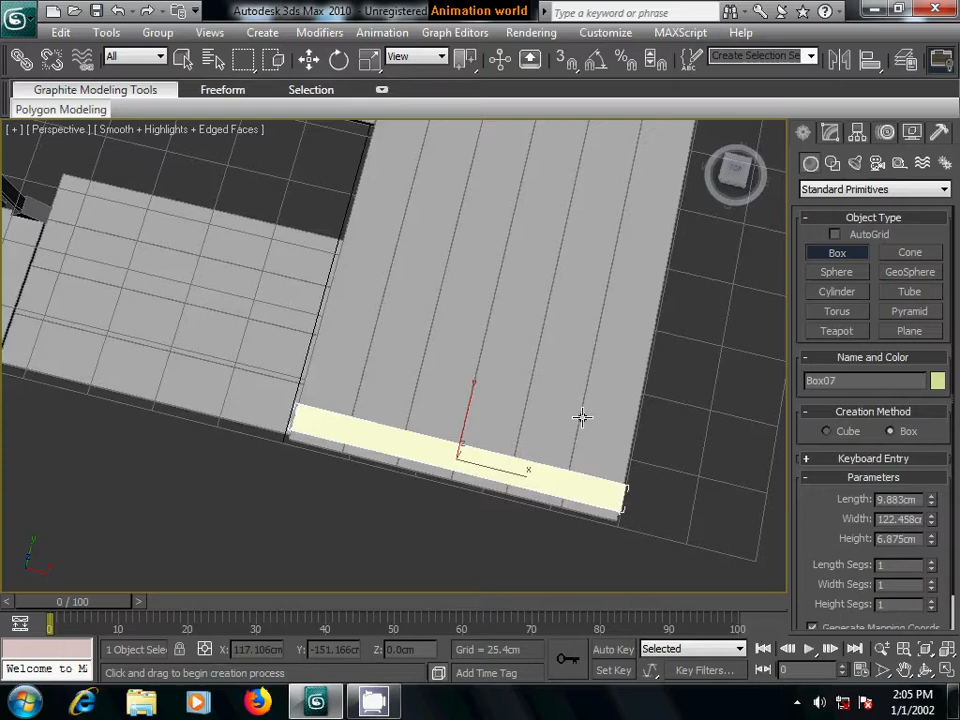 Autodesk 3ds Max 2010 - Unregistered
Animation world
Type a keyword or phrase
Edit Tools Group Views Create Modifiers Animation Graph Editors Rendering Customize MAXScript Help
All
View
3
Create Selection Se
Graphite Modeling Tools Freeform Selection
Polygon Modeling
[ + ] [ Perspective ] [ Smooth + Highlights + Edged Faces ]
Standard Primitives
- Object Type
AutoGrid
Box Cone
Sphere GeoSphere
Cylinder Tube
Torus Pyramid
Teapot Plane
- Name and Color
Box07
- Creation Method
Cube Box
+ Keyboard Entry
- Parameters
Length: 9.883cm
Width: 122.458cm
Height: 6.875cm
Length Segs: 1
Width Segs: 1
Height Segs: 1
Generate Mapping Coords
x
y
x
< 0 / 100 >
0 10 20 30 40 50 60 70 80 90 100
1 Object Selec X: 117.106cm Y: -151.166cm Z: 0.0cm Grid = 25.4cm Auto Key Selected
Welcome to M Click and drag to begin creation process Add Time Tag Set Key Key Filters... 0
2:05 PM
1/1/2002